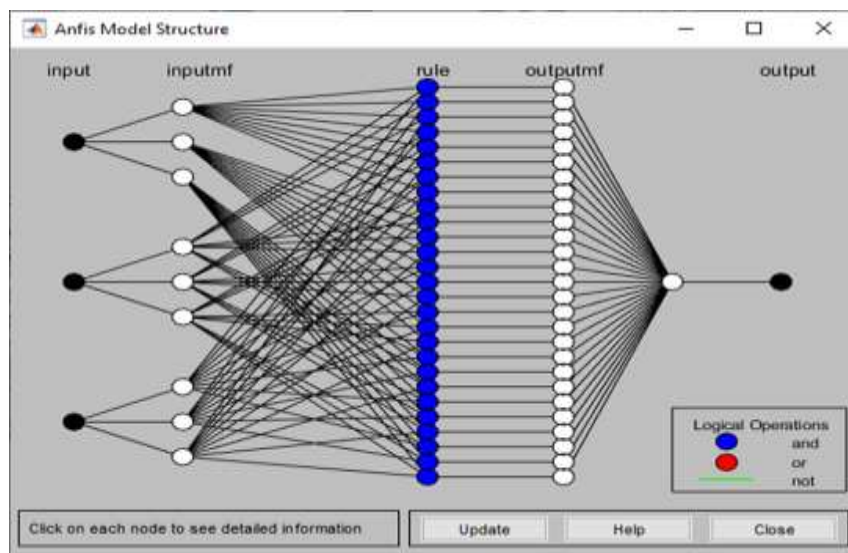 Anfis Model Structure
input inputmf rule outputmf output
Logical Operations
and
or
not
Click on each node to see detailed information
Update Help Close